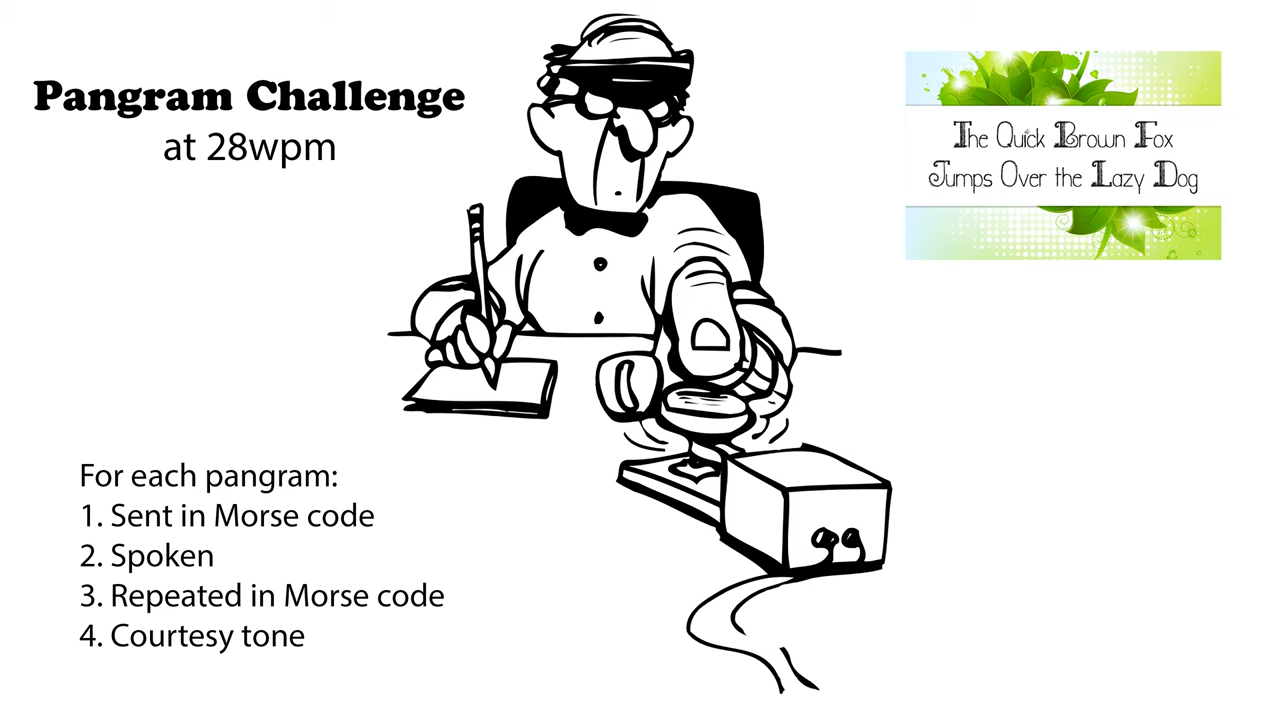 Pangram Challenge
at 28wpm
The Quick Brown Fox
Jumps Over the Lazy Dog
For each pangram:
1. Sent in Morse code
2. Spoken
3. Repeated in Morse code
4. Courtesy tone